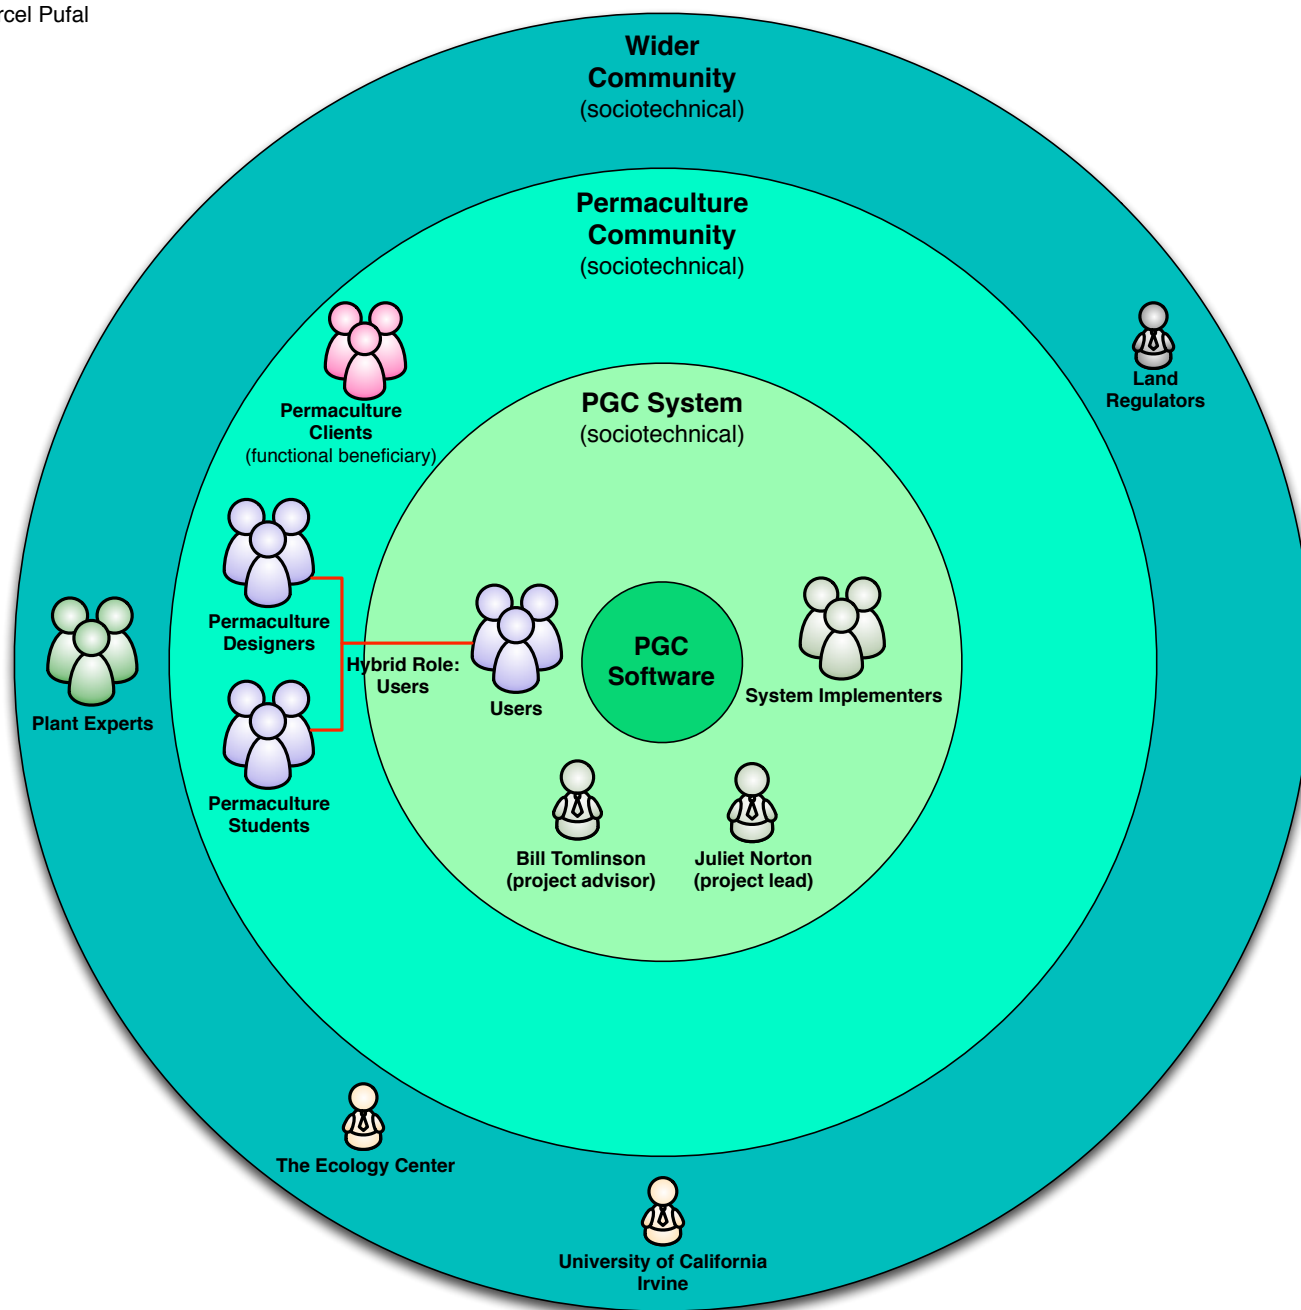 Pufal
Wider
Community
(sociotechnical)
Permaculture
Community
(sociotechnical)
Permaculture
Clients
(functional beneficiary)
PGC System
(sociotechnical)
Land
Regulators
Permaculture
Designers
Hybrid Role:
Users
Users
PGC
Software
System Implementers
Plant Experts
Permaculture
Students
Bill Tomlinson
(project advisor)
Juliet Norton
(project lead)
The Ecology Center
University of California
Irvine